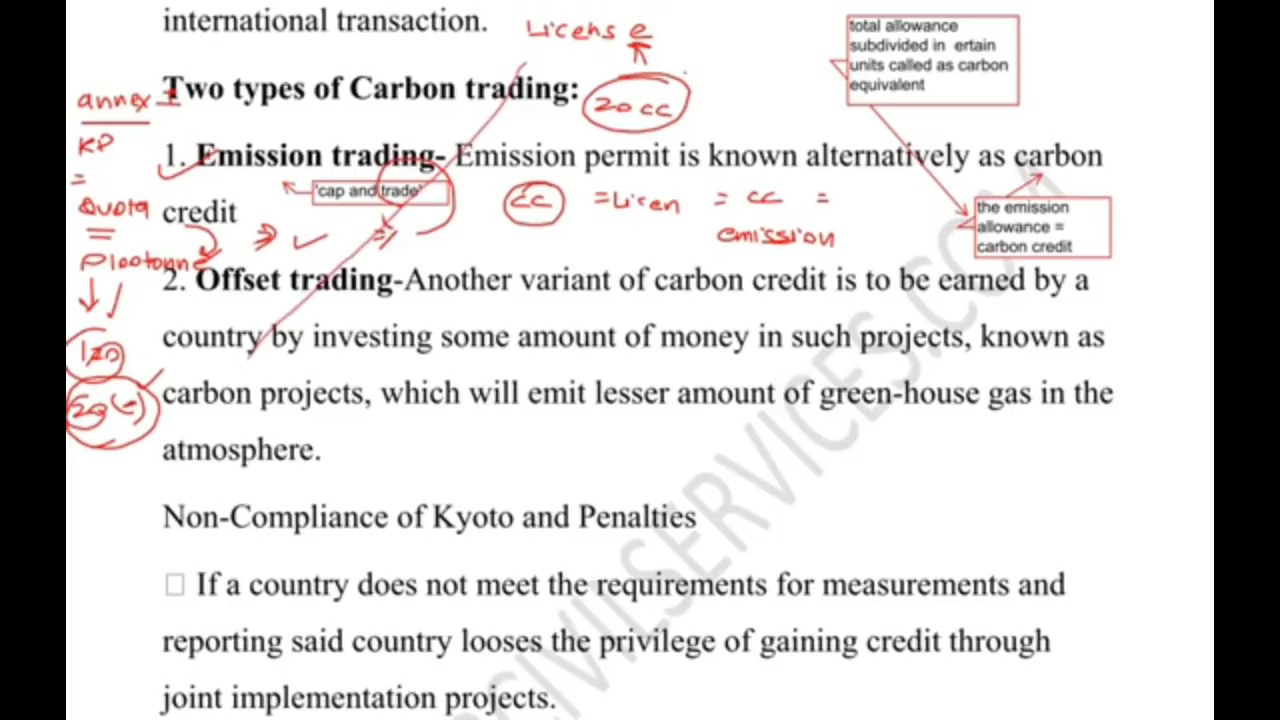 international transaction.
License
total allowance
subdivided in ertain
units called as carbon
equivalent
Two types of Carbon trading:
20 CC
annex I
KP
=
Quota
=
1. Emission trading- Emission permit is known alternatively as carbon
'cap and trade'
credit
CC = Licen = CC =
emission
the emission
allowance =
carbon credit
120
2. Offset trading-Another variant of carbon credit is to be earned by a
country by investing some amount of money in such projects, known as
carbon projects, which will emit lesser amount of green-house gas in the
atmosphere.
Non-Compliance of Kyoto and Penalties
□ If a country does not meet the requirements for measurements and
reporting said country looses the privilege of gaining credit through
joint implementation projects.
CIVILSERVICES.COM